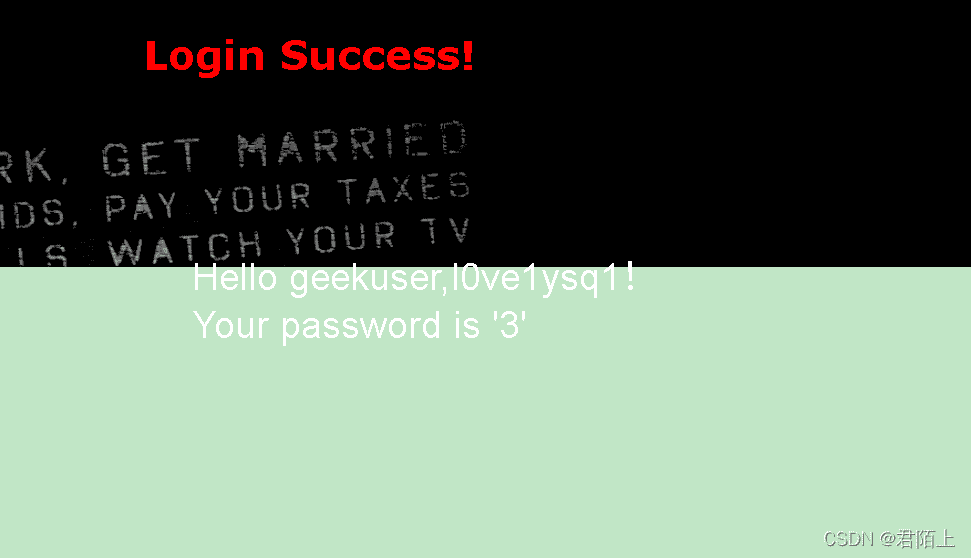 Login Success!
RK, GET MARRIED
IDS, PAY YOUR TAXES
LS WATCH YOUR TV
Hello geekuser,l0ve1ysq1！
Your password is '3'
CSDN @君陌上